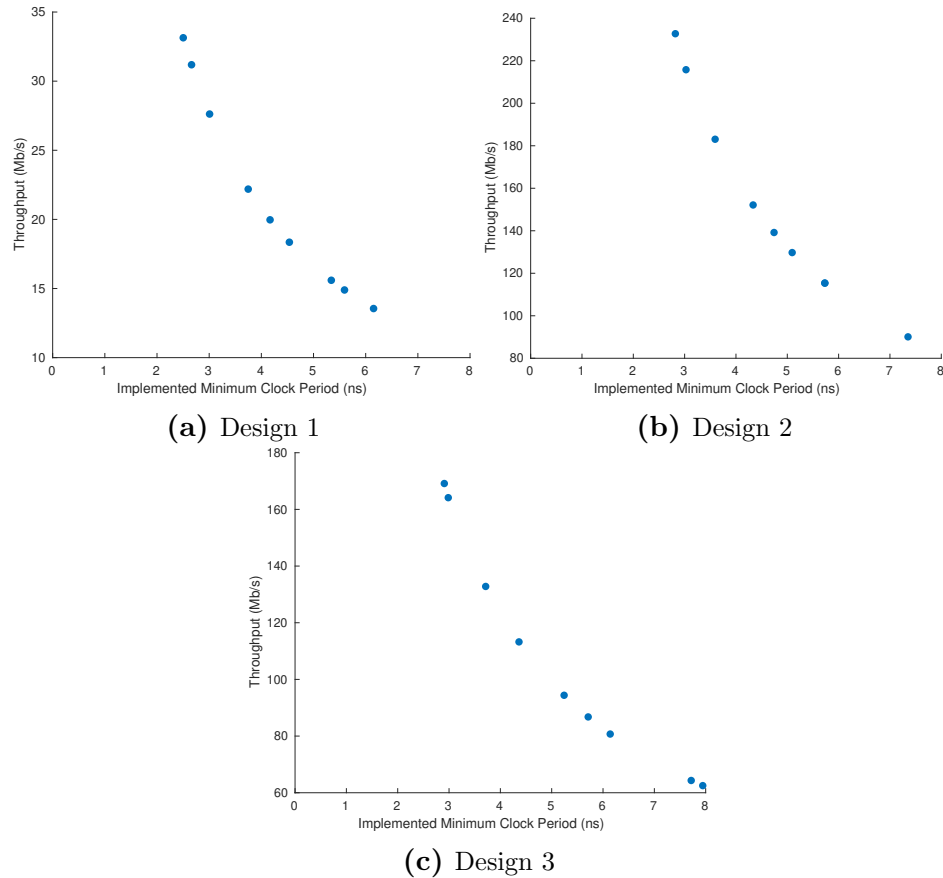 35
30
25
20
15
10
Throughput (Mb/s)
0 1 2 3 4 5 6 7 8
Implemented Minimum Clock Period (ns)
(a) Design 1
240
220
200
180
160
140
120
100
80
Throughput (Mb/s)
0 1 2 3 4 5 6 7 8
Implemented Minimum Clock Period (ns)
(b) Design 2
180
160
140
120
100
80
60
Throughput (Mb/s)
0 1 2 3 4 5 6 7 8
Implemented Minimum Clock Period (ns)
(c) Design 3